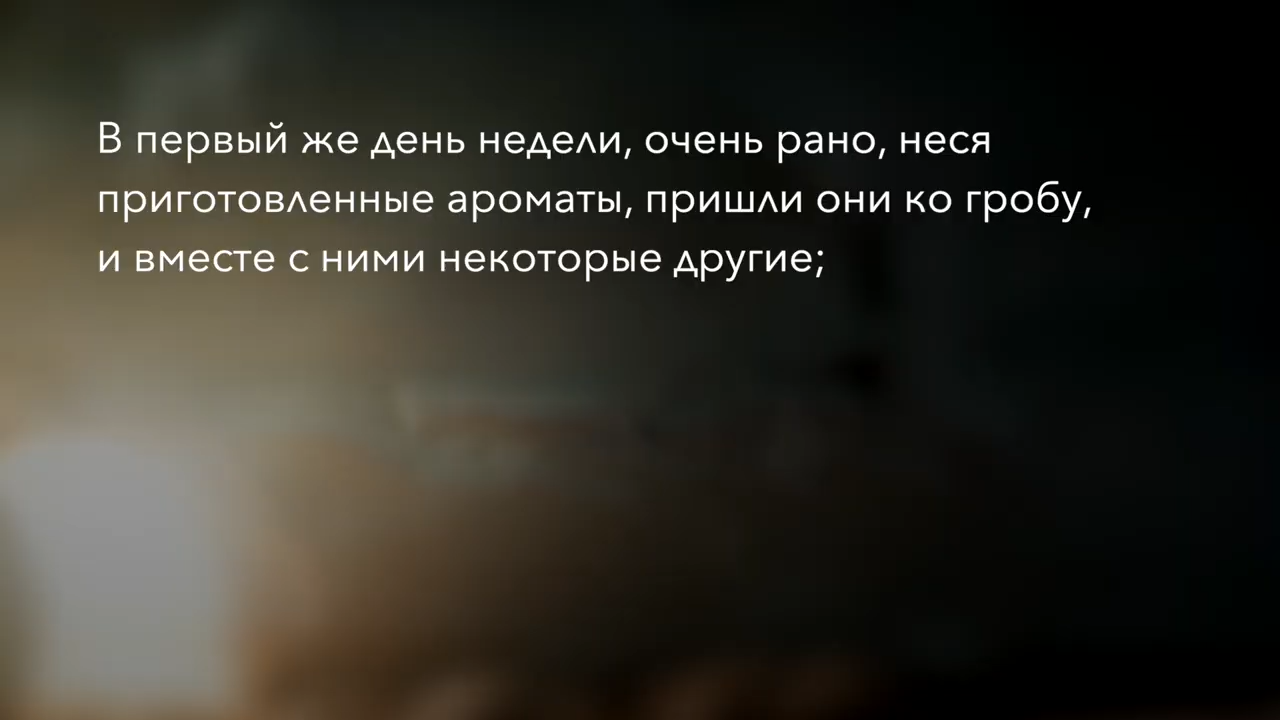 В первый же день недели, очень рано, неся
приготовленные ароматы, пришли они ко гробу,
и вместе с ними некоторые другие;